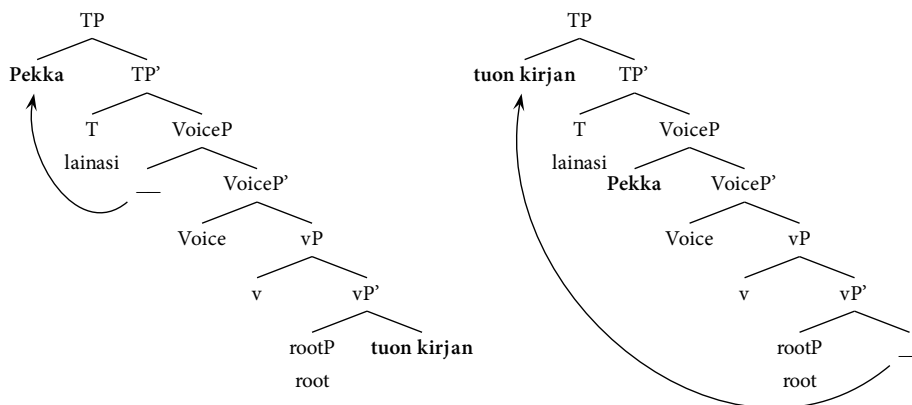 TP
Pekka TP’
T VoiceP
lainasi
— VoiceP’
Voice vP
v vP’
rootP tuon kirjan
root
TP
tuon kirjan TP’
T VoiceP
lainasi
Pekka VoiceP’
Voice vP
v vP’
rootP —
root